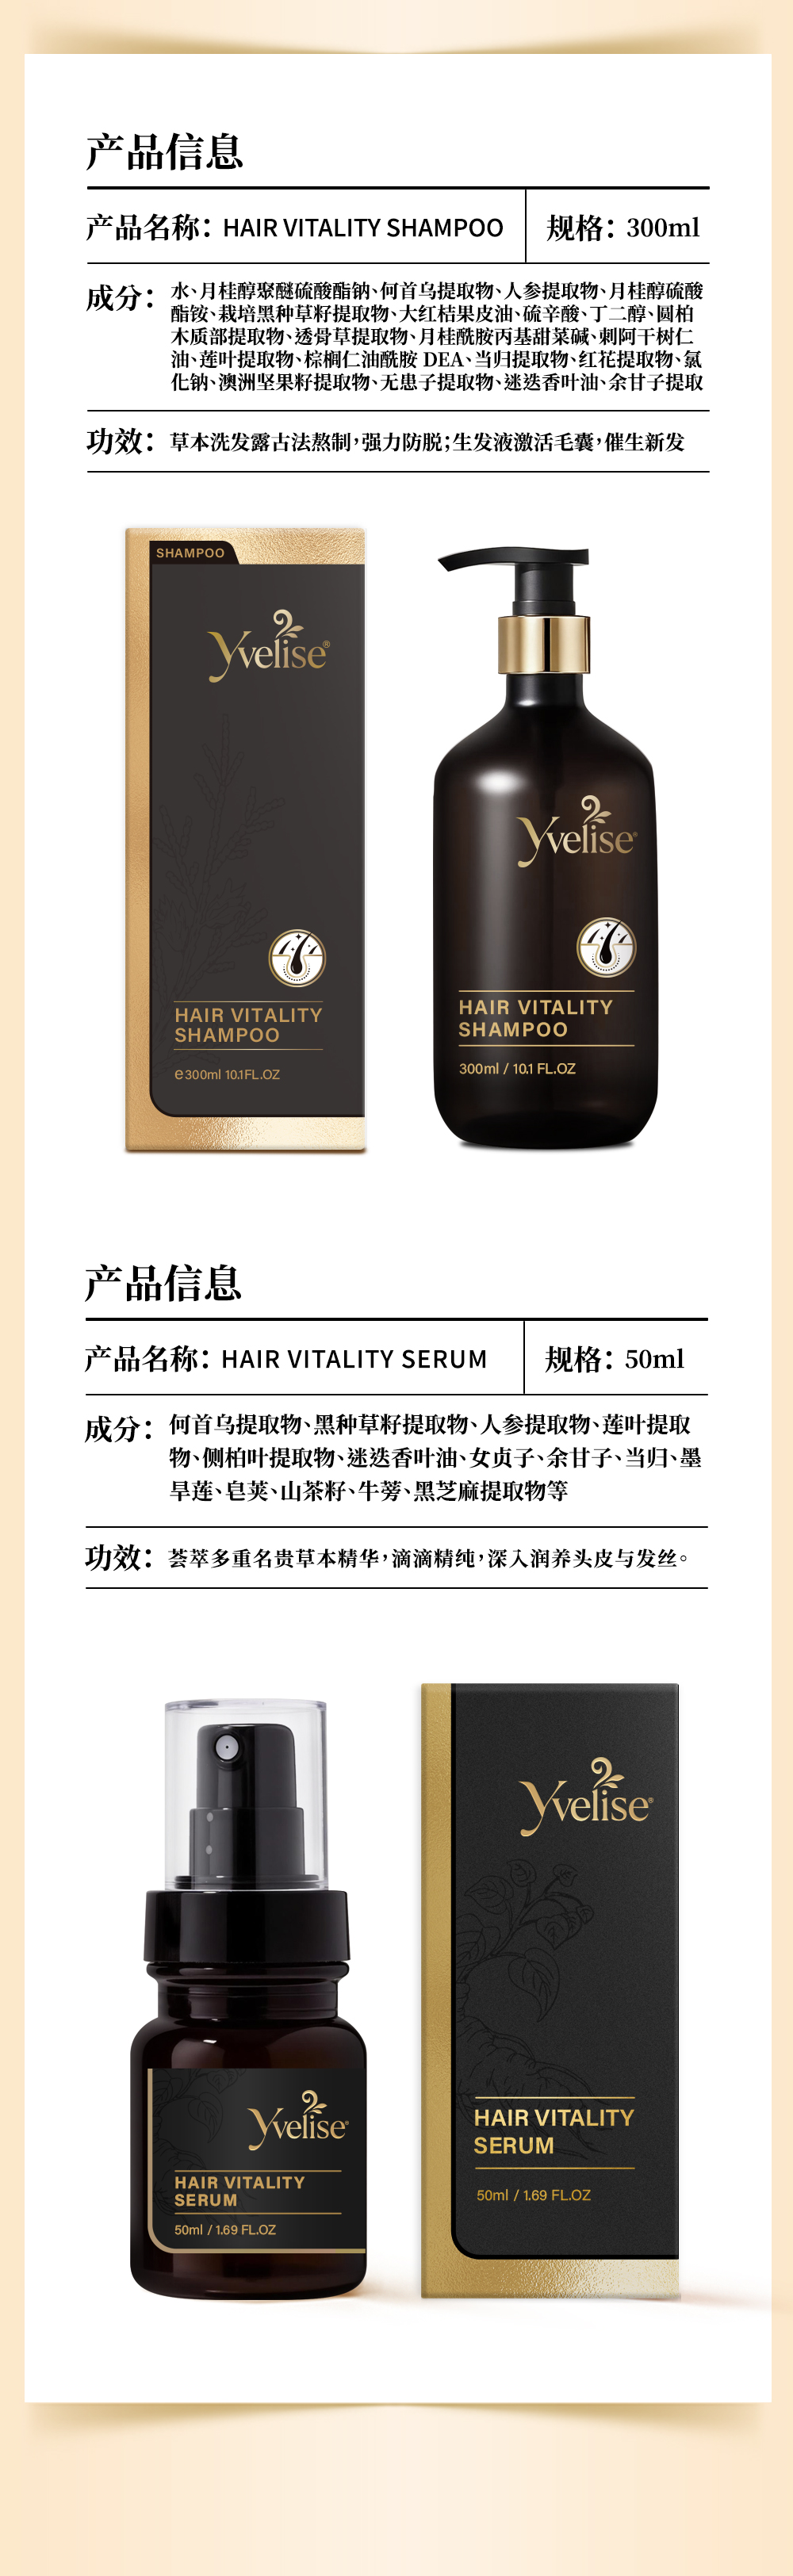 产品信息
产品名称：HAIR VITALITY SHAMPOO
规格：300ml
成分：
水、月桂醇聚醚硫酸酯钠、何首乌提取物、人参提取物、月桂醇硫酸
酯铵、栽培黑种草籽提取物、大红桔果皮油、硫辛酸、丁二醇、圆柏
木质部提取物、透骨草提取物、月桂酰胺丙基甜菜碱、刺阿干树仁
油、莲叶提取物、棕榈仁油酰胺 DEA、当归提取物、红花提取物、氯
化钠、澳洲坚果籽提取物、无患子提取物、迷迭香叶油、余甘子提取
功效：草本洗发露古法熬制，强力防脱；生发液激活毛囊，催生新发
SHAMPOO
Yvelise®
HAIR VITALITY
SHAMPOO
e300ml 10.1FL.OZ
Yvelise®
HAIR VITALITY
SHAMPOO
300ml / 10.1 FL.OZ
产品信息
产品名称：HAIR VITALITY SERUM
规格：50ml
成分：
何首乌提取物、黑种草籽提取物、人参提取物、莲叶提取
物、侧柏叶提取物、迷迭香叶油、女贞子、余甘子、当归、墨
旱莲、皂荚、山茶籽、牛蒡、黑芝麻提取物等
功效：荟萃多重名贵草本精华，滴滴精纯，深入润养头皮与发丝。
Yvelise®
HAIR VITALITY
SERUM
50ml / 1.69 FL.OZ
Yvelise®
HAIR VITALITY
SERUM
50ml / 1.69 FL.OZ